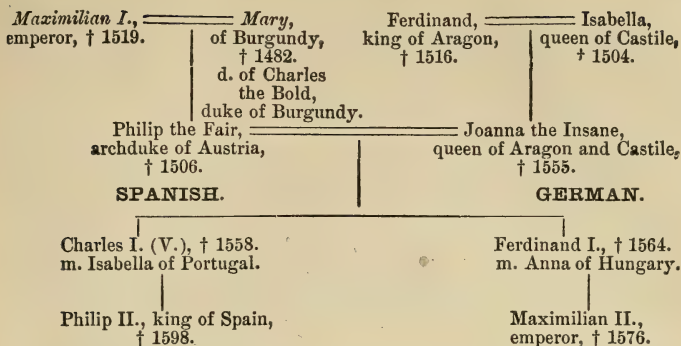 Maximilian I., Mary, Ferdinand, Isabella,
emperor, † 1519. of Burgundy, king of Aragon, queen of Castile,
† 1482. † 1516. † 1504.
d. of Charles
the Bold,
duke of Burgundy.
Philip the Fair, Joanna the Insane,
archduke of Austria, queen of Aragon and Castile,
† 1506. † 1555.
SPANISH. GERMAN.
Charles I. (V.), † 1558. Ferdinand I., † 1564.
m. Isabella of Portugal. m. Anna of Hungary.
Philip II., king of Spain, Maximilian II.,
† 1598. emperor, † 1576.